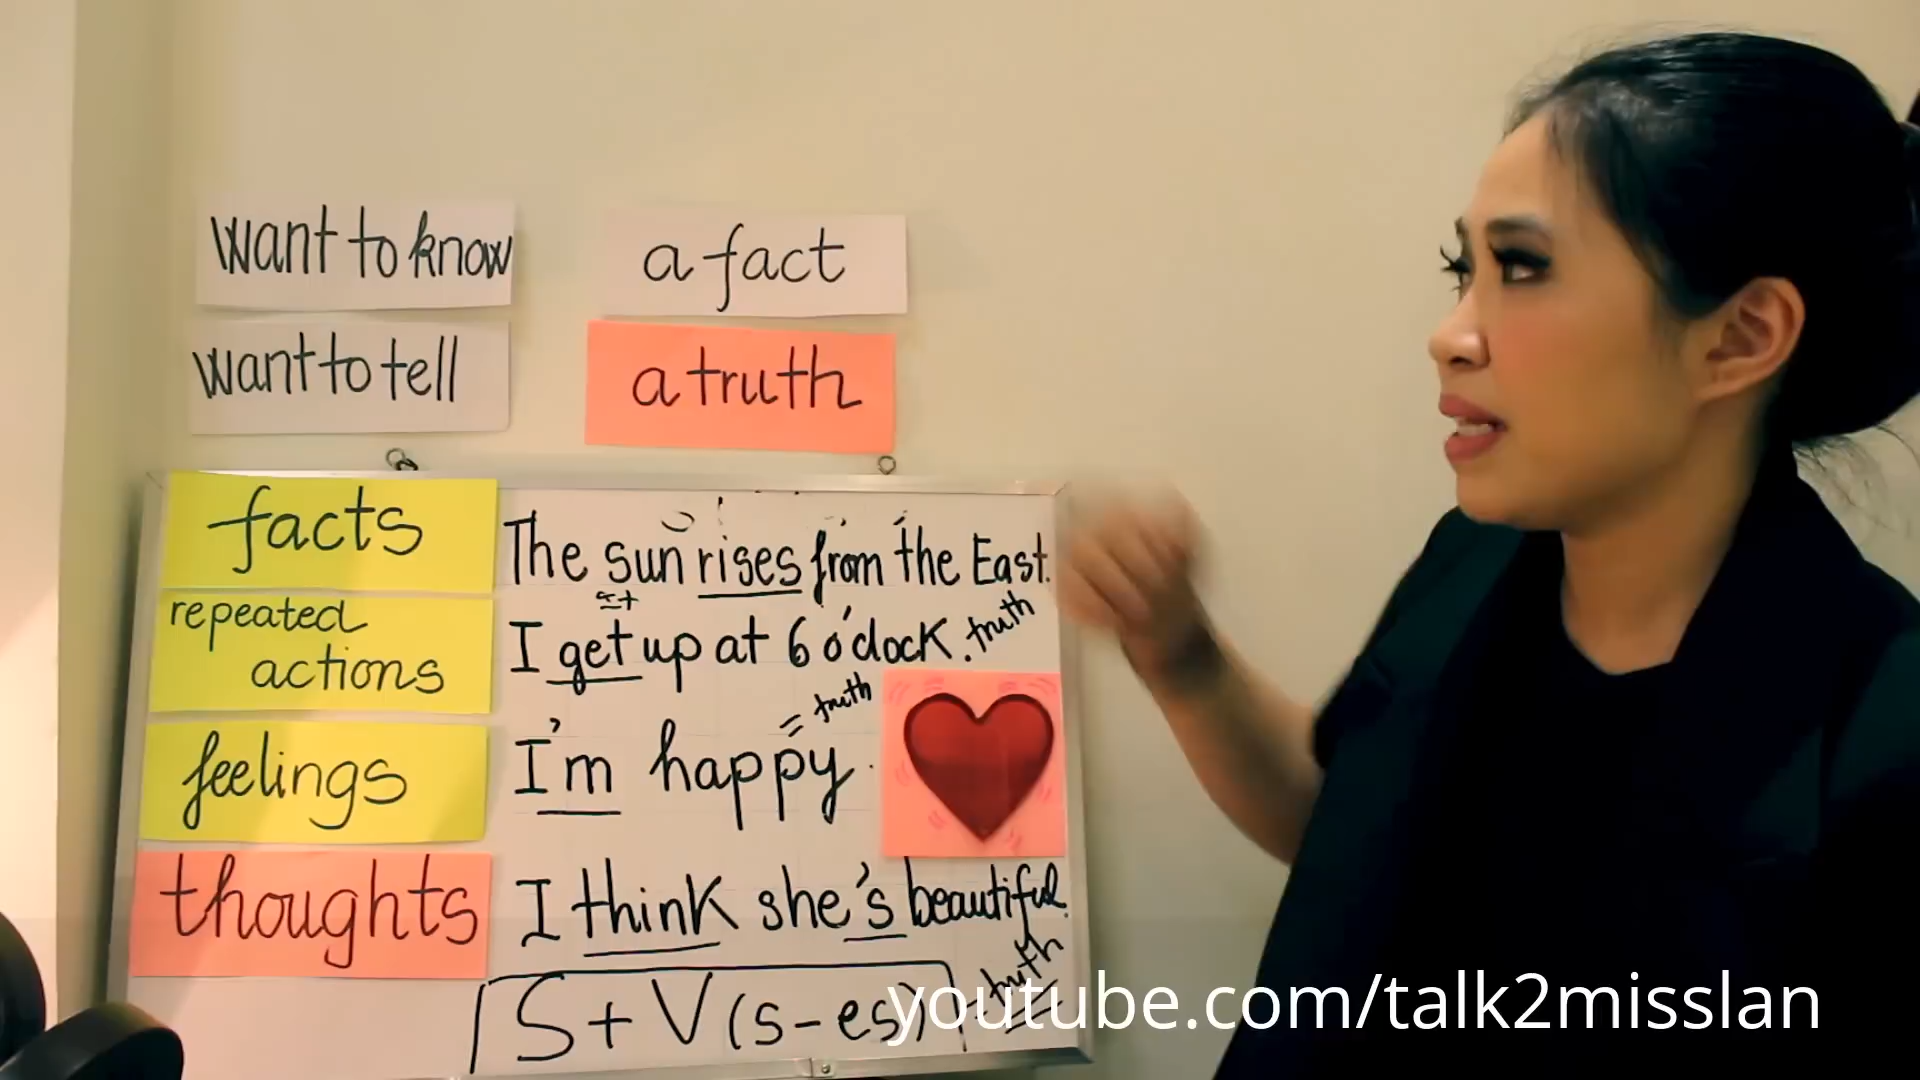 want to know
a fact
want to tell
a truth
facts
The sun rises from the East.
repeated
actions
I get up at 6 o'clock. truth
feelings
I'm happy. = truth
thoughts
I think she's beautiful.
truth
S + V (s-es)
youtube.com/talk2misslan